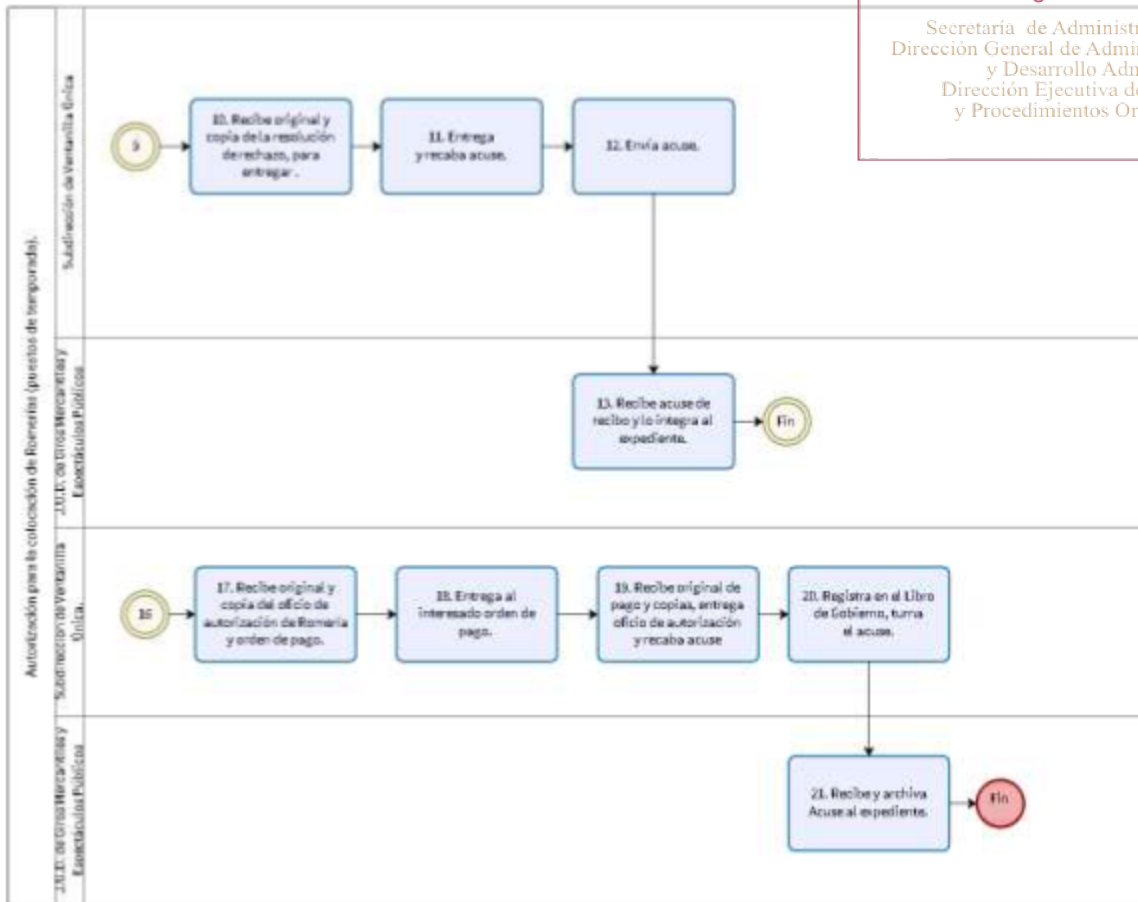 Secretaría de Administr
Dirección General de Admin
y Desarrollo Adm
Dirección Ejecutiva de
y Procedimientos Or
Autorización para la colocación de Romerías (puestos de temporada).
Subdirección de Ventanilla Única
9
10. Recibe original y
copia de la resolución
de rechazo, para
entregar .
11. Entrega
y recaba acuse.
12. Envía acuse.
J.U.D. de Giros Mercantiles y
Espectáculos Públicos
13. Recibe acuse de
recibo y lo integra al
expediente.
Fin
Subdirección de Ventanilla
Única.
16
17. Recibe original y
copia del oficio de
autorización de Romería
y orden de pago.
18. Entrega al
interesado orden de
pago.
19. Recibe original de
pago y copias, entrega
oficio de autorización
y recaba acuse
20. Registra en el Libro
de Gobierno, turna
el acuse.
J.U.D. de Giros Mercantiles y
Espectáculos Públicos
21. Recibe y archiva
Acuse al expediente.
Fin